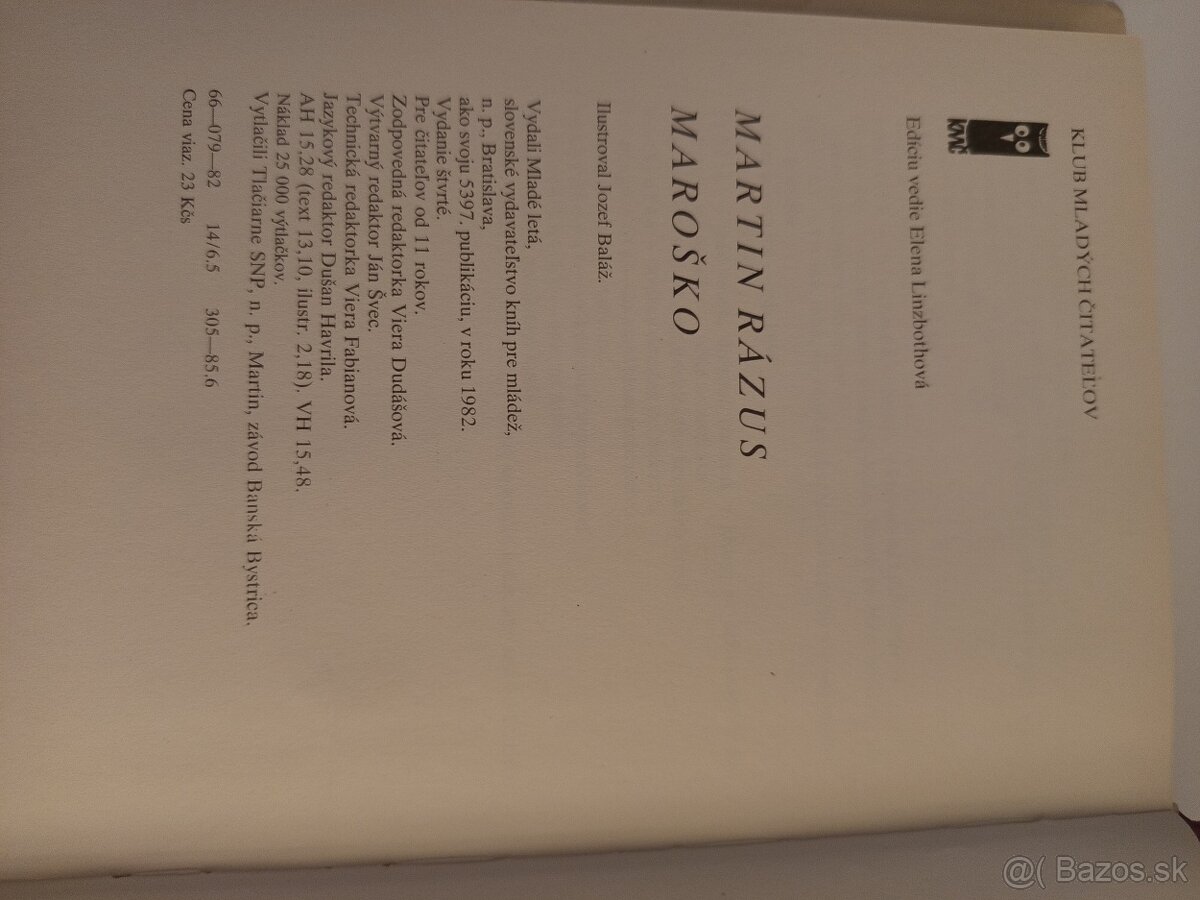 KLUB MLADÝCH ČITATEĽOV
KMČ
Edíciu vedie Elena Linzbothová
MARTIN RÁZUS
MAROŠKO
Ilustroval Jozef Baláž.
Vydali Mladé letá,
slovenské vydavateľstvo kníh pre mládež,
n. p., Bratislava,
ako svoju 5397. publikáciu, v roku 1982.
Vydanie štvrté.
Pre čitateľov od 11 rokov.
Zodpovedná redaktorka Viera Dudášová.
Výtvarný redaktor Ján Švec.
Technická redaktorka Viera Fabianová.
Jazykový redaktor Dušan Havrila.
AH 15,28 (text 13,10, ilustr. 2,18). VH 15,48.
Náklad 25 000 výtlačkov.
Vytlačili Tlačiarne SNP, n. p., Martin, závod Banská Bystrica.
66—079—82 14/6.5 305—85.6
Cena viaz. 23 Kčs
@( Bazos.sk